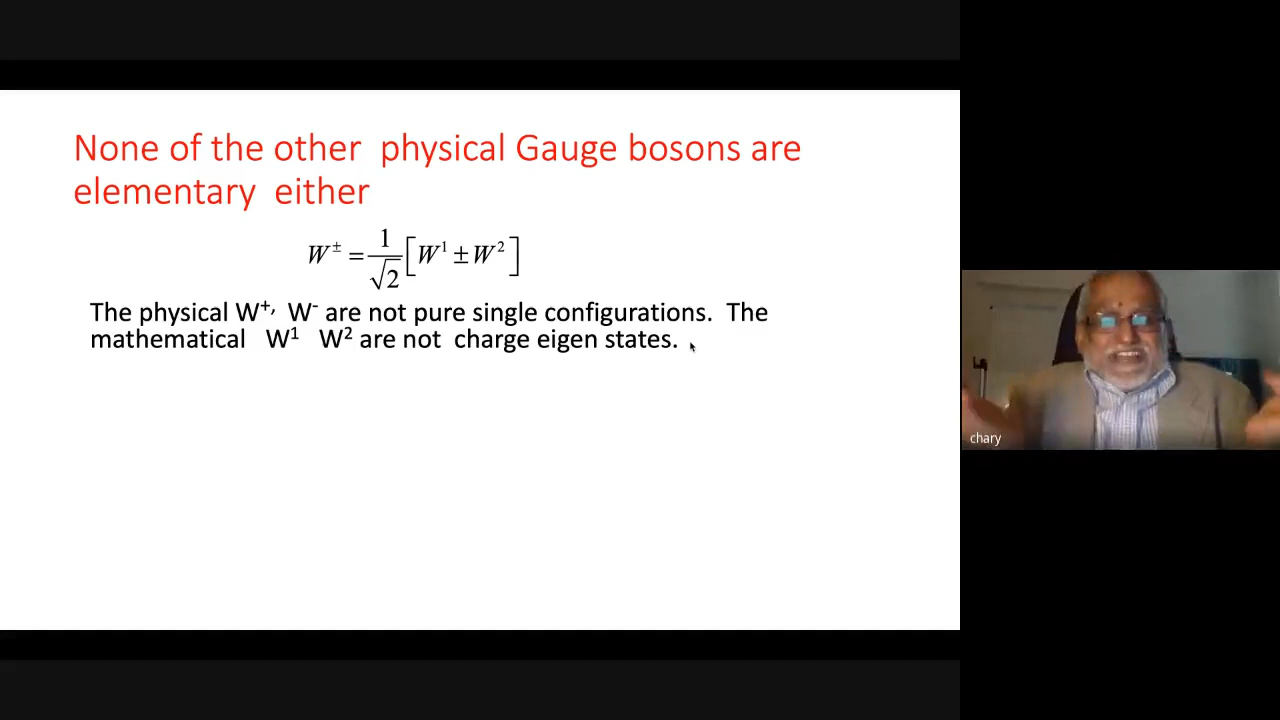 None of the other physical Gauge bosons are
elementary either
W± = 1/√2 [W¹ ± W²]
The physical W⁺, W⁻ are not pure single configurations. The
mathematical W¹ W² are not charge eigen states.
chary